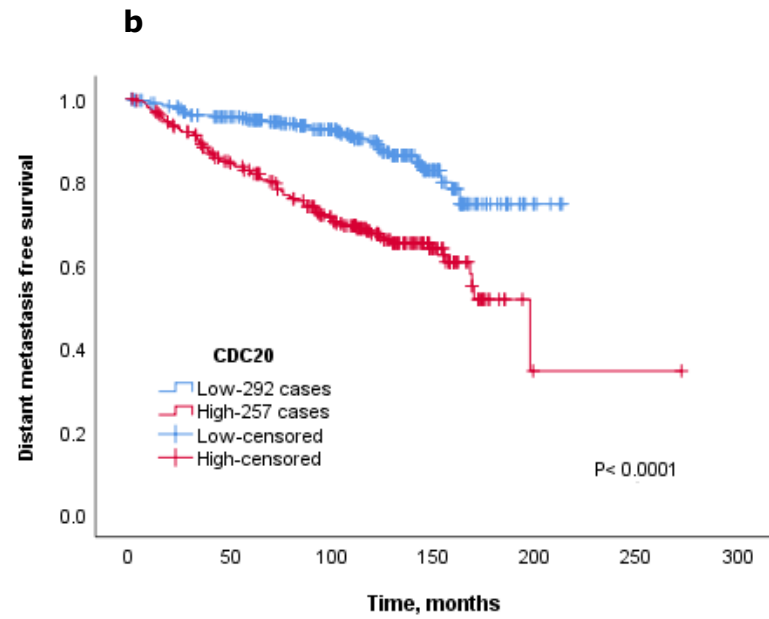 b
Distant metastasis free survival
1.0
0.8
0.6
0.4
0.2
0.0
CDC20
Low-292 cases
High-257 cases
Low-censored
High-censored
P< 0.0001
0 50 100 150 200 250 300
Time, months